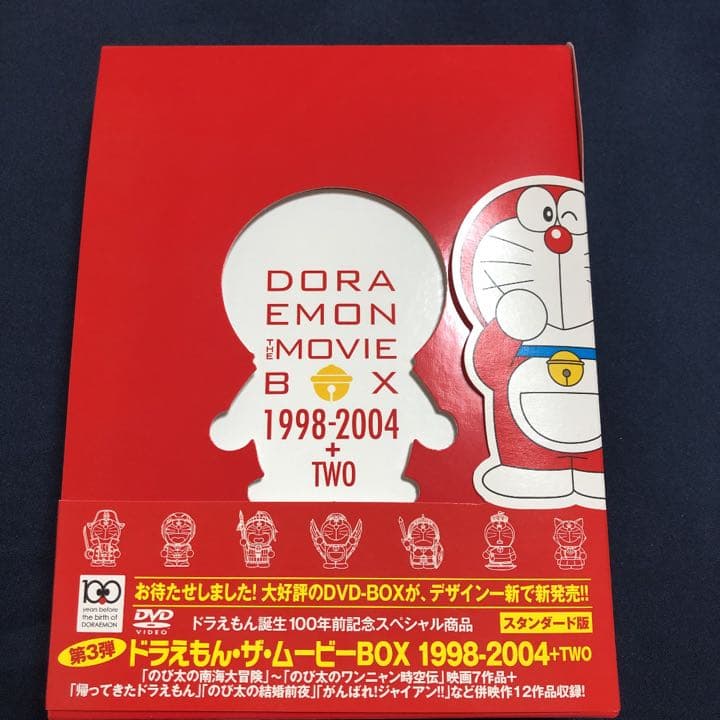 DORA
EMON
THE MOVIE
BOX
1998-2004
+
TWO
100
years before
the birth of
DORAEMON
お待たせしました!大好評のDVD-BOXが、デザイン一新で新発売!!
DVD
VIDEO
ドラえもん誕生100年前記念スペシャル商品
スタンダード版
第3弾
ドラえもん・ザ・ムービーBOX 1998-2004+TWO
「のび太の南海大冒険」~「のび太のワンニャン時空伝」映画7作品+
「帰ってきたドラえもん」「のび太の結婚前夜」「がんばれ!ジャイアン!!」など併映作12作品収録!